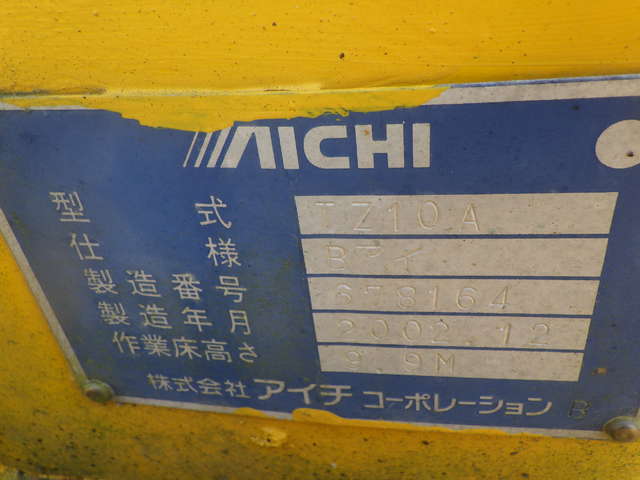 AICHI
型式 TZ10A
仕様 Bアイ
製造番号 678164
製造年月 2002.12
作業床高さ 9.9M
株式会社 アイチ コーポレーション B